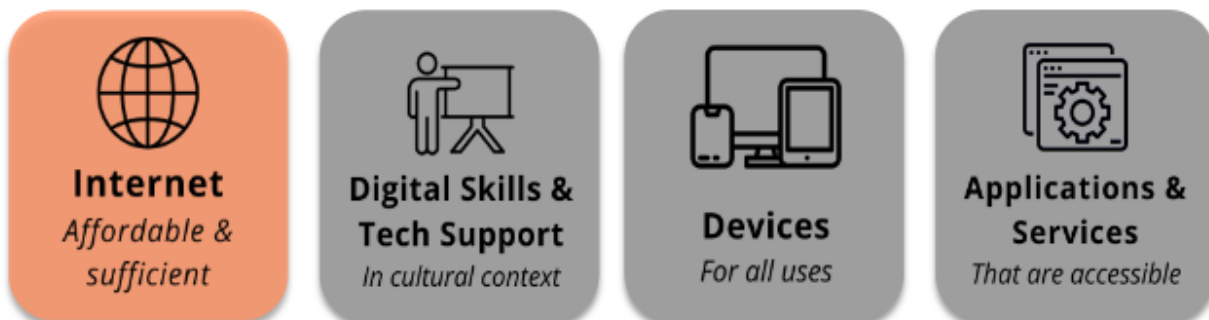 Internet
Affordable &
sufficient
Digital Skills &
Tech Support
In cultural context
Devices
For all uses
Applications &
Services
That are accessible